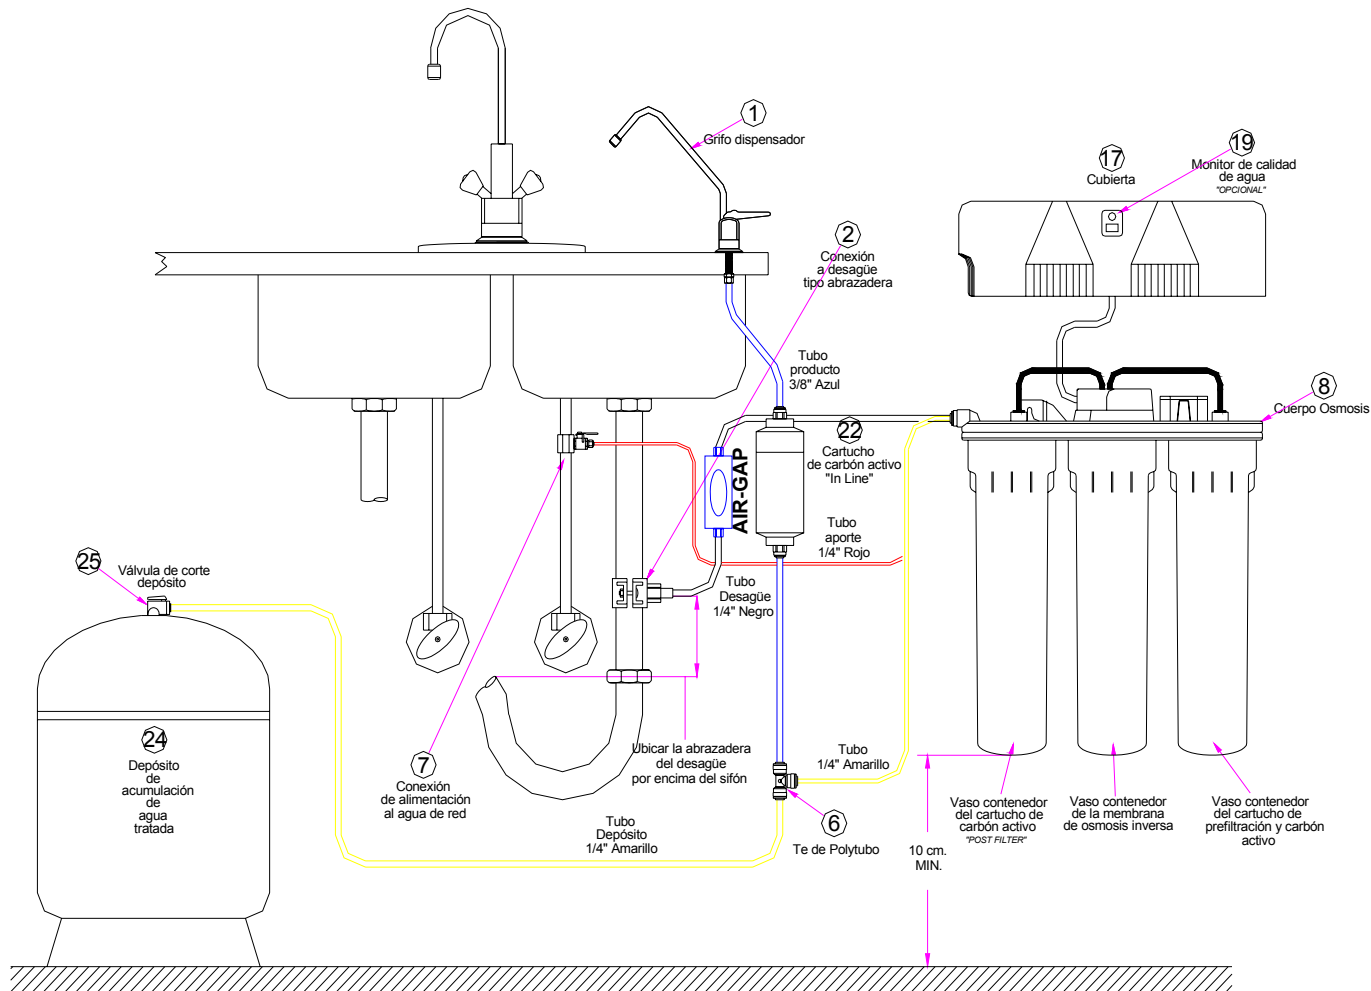 1
Grifo dispensador
17
Cubierta
19
Monitor de calidad
de agua
"OPCIONAL"
2
Conexión
a desagüe
tipo abrazadera
Tubo
producto
3/8" Azul
8
Cuerpo Osmosis
22
Cartucho
de carbón activo
"In Line"
AIR-GAP
Tubo
aporte
1/4" Rojo
25
Válvula de corte
depósito
Tubo
Desagüe
1/4" Negro
24
Depósito
de
acumulación
de
agua
tratada
7
Conexión
de alimentación
al agua de red
Ubicar la abrazadera
del desagüe
por encima del sifón
Tubo
1/4" Amarillo
Tubo
Depósito
1/4" Amarillo
6
Te de Polytubo
10 cm.
MIN.
Vaso contenedor
del cartucho de
carbón activo
"POST FILTER"
Vaso contenedor
de la membrana
de osmosis inversa
Vaso contenedor
del cartucho de
prefiltración y carbón
activo